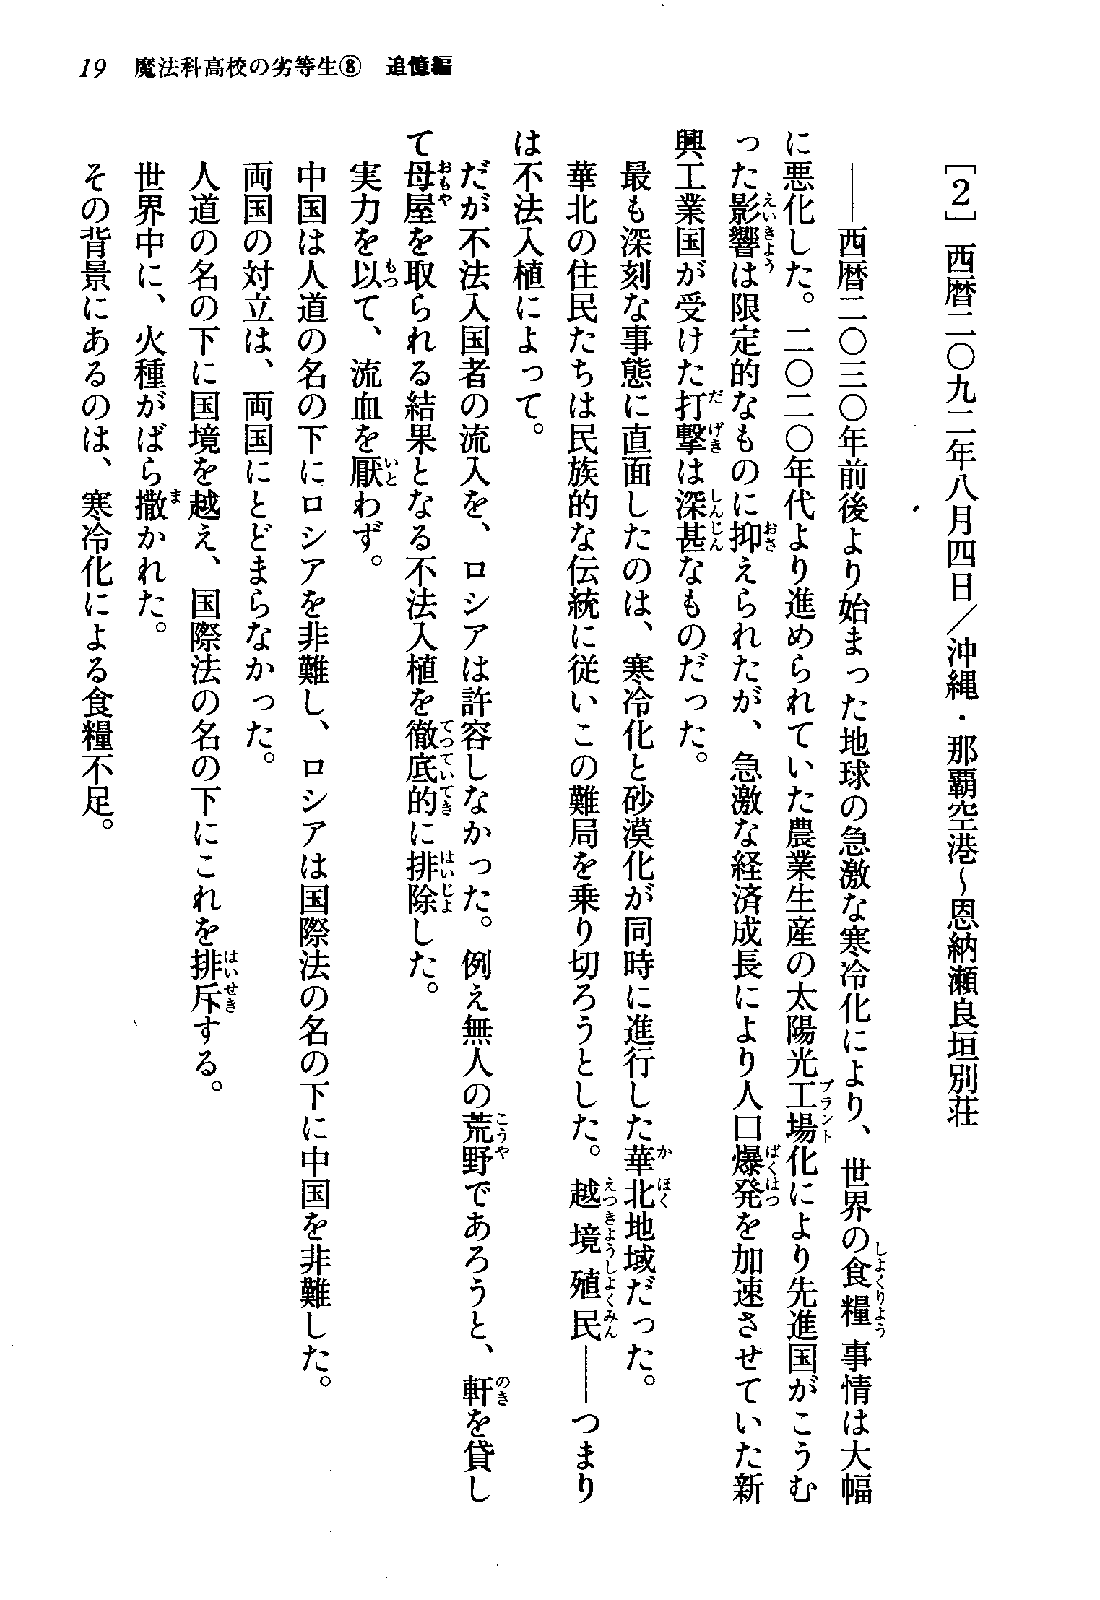 19 魔法科高校の劣等生⑧ 追憶編
［2］西暦二〇九二年八月四日／沖縄・那覇空港～恩納瀬良垣別荘
――西暦二〇三〇年前後より始まった地球の急激な寒冷化により、世界の食糧事情は大幅
に悪化した。二〇二〇年代より進められていた農業生産の太陽光工場化により先進国がこうむ
った影響は限定的なものに抑えられたが、急激な経済成長により人口爆発を加速させていた新
興工業国が受けた打撃は深甚なものだった。
最も深刻な事態に直面したのは、寒冷化と砂漠化が同時に進行した華北地域だった。
華北の住民たちは民族的な伝統に従いこの難局を乗り切ろうとした。越境殖民――つまり
は不法入植によって。
だが不法入国者の流入を、ロシアは許容しなかった。例え無人の荒野であろうと、軒を貸し
て母屋を取られる結果となる不法入植を徹底的に排除した。
実力を以て、流血を厭わず。
中国は人道の名の下にロシアを非難し、ロシアは国際法の名の下に中国を非難した。
両国の対立は、両国にとどまらなかった。
人道の名の下に国境を越え、国際法の名の下にこれを排斥する。
世界中に、火種がばら撒かれた。
その背景にあるのは、寒冷化による食糧不足。